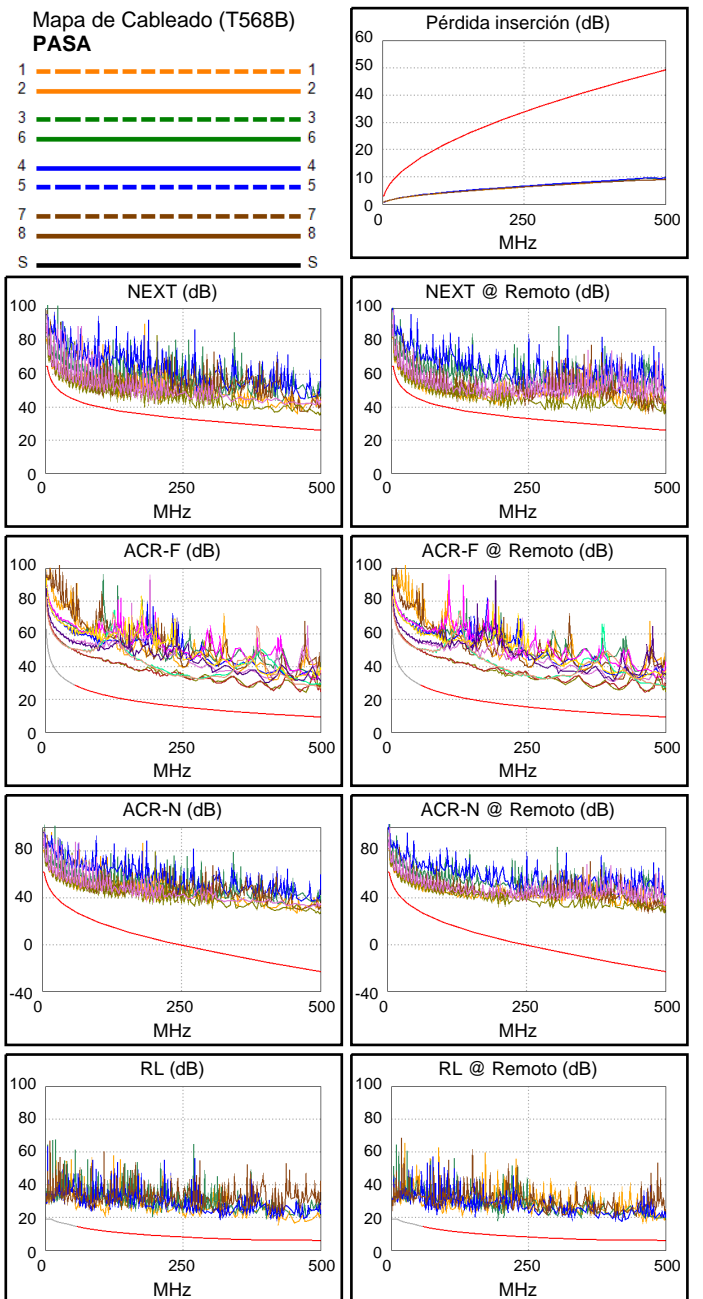 Mapa de Cableado (T568B)
PASA
1 1
2 2
3 3
6 6
4 4
5 5
7 7
8 8
S S
Pérdida inserción (dB)
60
50
40
30
20
10
0
0 250 500
MHz
NEXT (dB)
100
80
60
40
20
0
0 250 500
MHz
NEXT @ Remoto (dB)
100
80
60
40
20
0
0 250 500
MHz
ACR-F (dB)
100
80
60
40
20
0
0 250 500
MHz
ACR-F @ Remoto (dB)
100
80
60
40
20
0
0 250 500
MHz
ACR-N (dB)
80
40
0
-40
0 250 500
MHz
ACR-N @ Remoto (dB)
80
40
0
-40
0 250 500
MHz
RL (dB)
100
80
60
40
20
0
0 250 500
MHz
RL @ Remoto (dB)
100
80
60
40
20
0
0 250 500
MHz